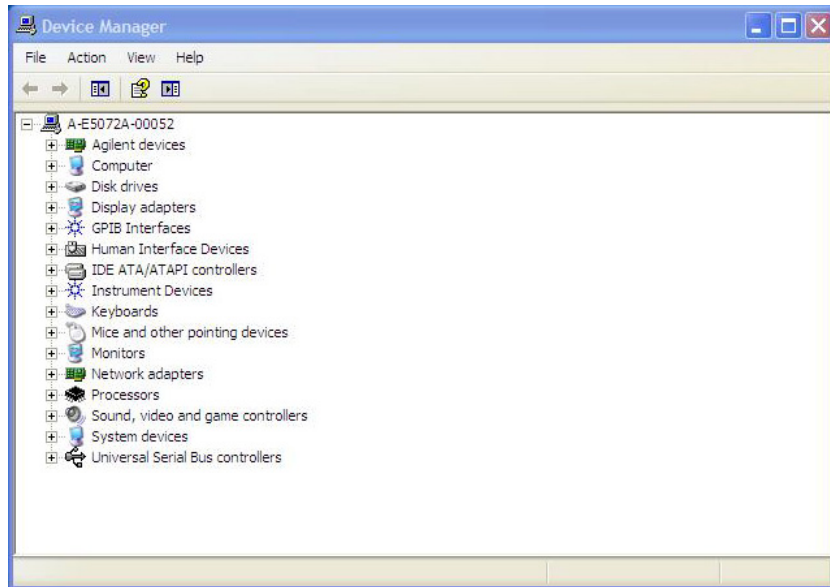 Device Manager
File Action View Help
A-E5072A-00052
Agilent devices
Computer
Disk drives
Display adapters
GPIB Interfaces
Human Interface Devices
IDE ATA/ATAPI controllers
Instrument Devices
Keyboards
Mice and other pointing devices
Monitors
Network adapters
Processors
Sound, video and game controllers
System devices
Universal Serial Bus controllers